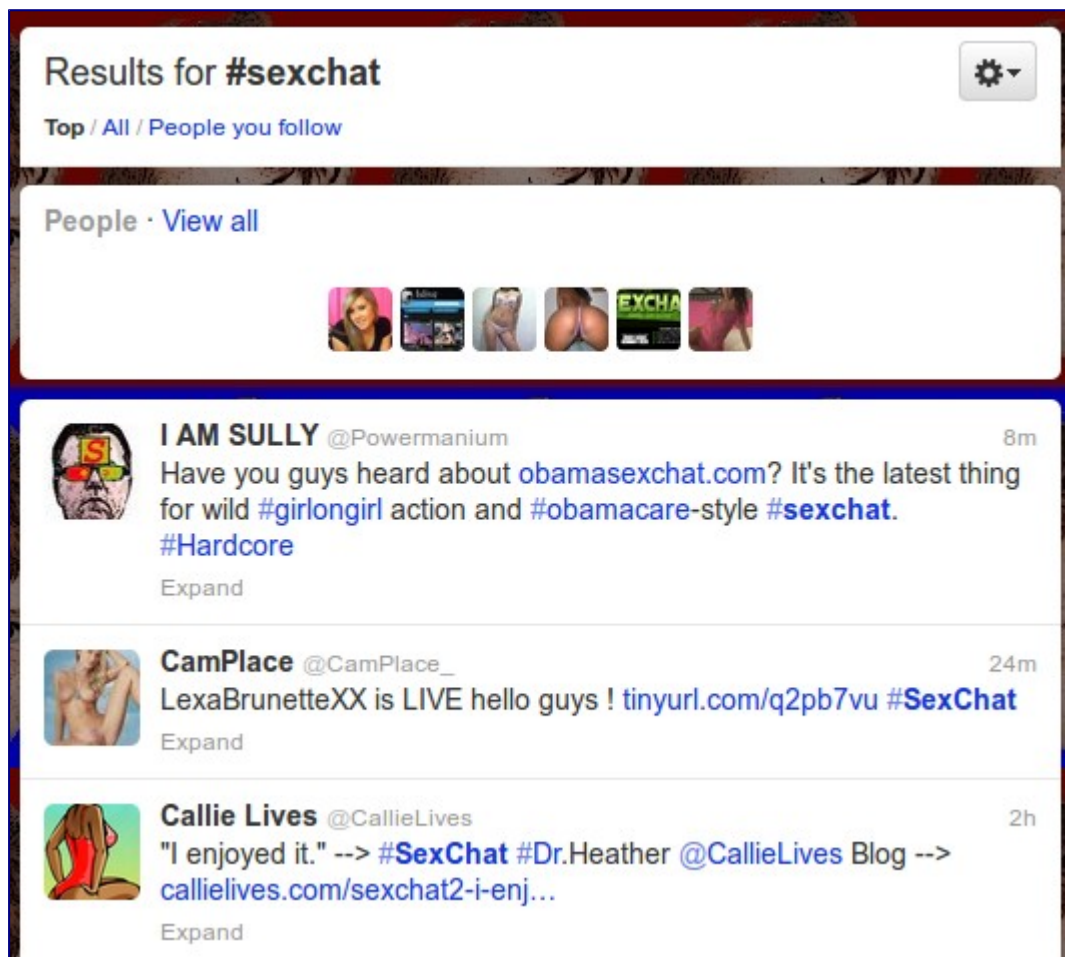 Results for #sexchat
Top / All / People you follow
People · View all
EXCHA
I AM SULLY @Powermanium 8m
Have you guys heard about obamasexchat.com? It's the latest thing
for wild #girlongirl action and #obamacare-style #sexchat.
#Hardcore
Expand
CamPlace @CamPlace_ 24m
LexaBrunetteXX is LIVE hello guys ! tinyurl.com/q2pb7vu #SexChat
Expand
Callie Lives @CallieLives 2h
"I enjoyed it." --> #SexChat #Dr.Heather @CallieLives Blog -->
callielives.com/sexchat2-i-enj…
Expand